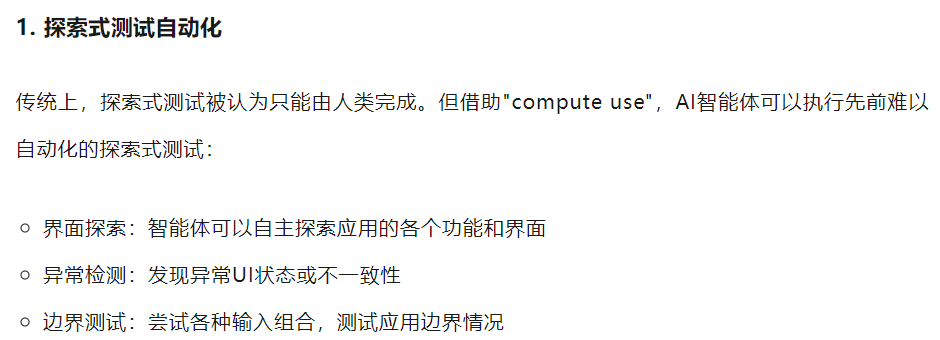 1. 探索式测试自动化
传统上，探索式测试被认为只能由人类完成。但借助"compute use"，AI智能体可以执行先前难以
自动化的探索式测试：
界面探索：智能体可以自主探索应用的各个功能和界面
异常检测：发现异常UI状态或不一致性
边界测试：尝试各种输入组合，测试应用边界情况